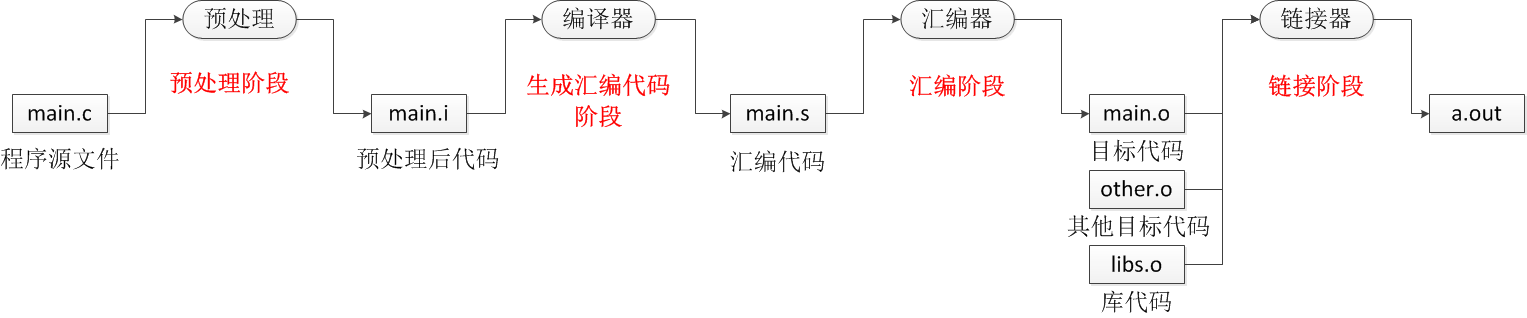 预处理
编译器
汇编器
链接器
预处理阶段
生成汇编代码
阶段
汇编阶段
链接阶段
main.c
main.i
main.s
main.o
a.out
程序源文件
预处理后代码
汇编代码
目标代码
other.o
其他目标代码
libs.o
库代码